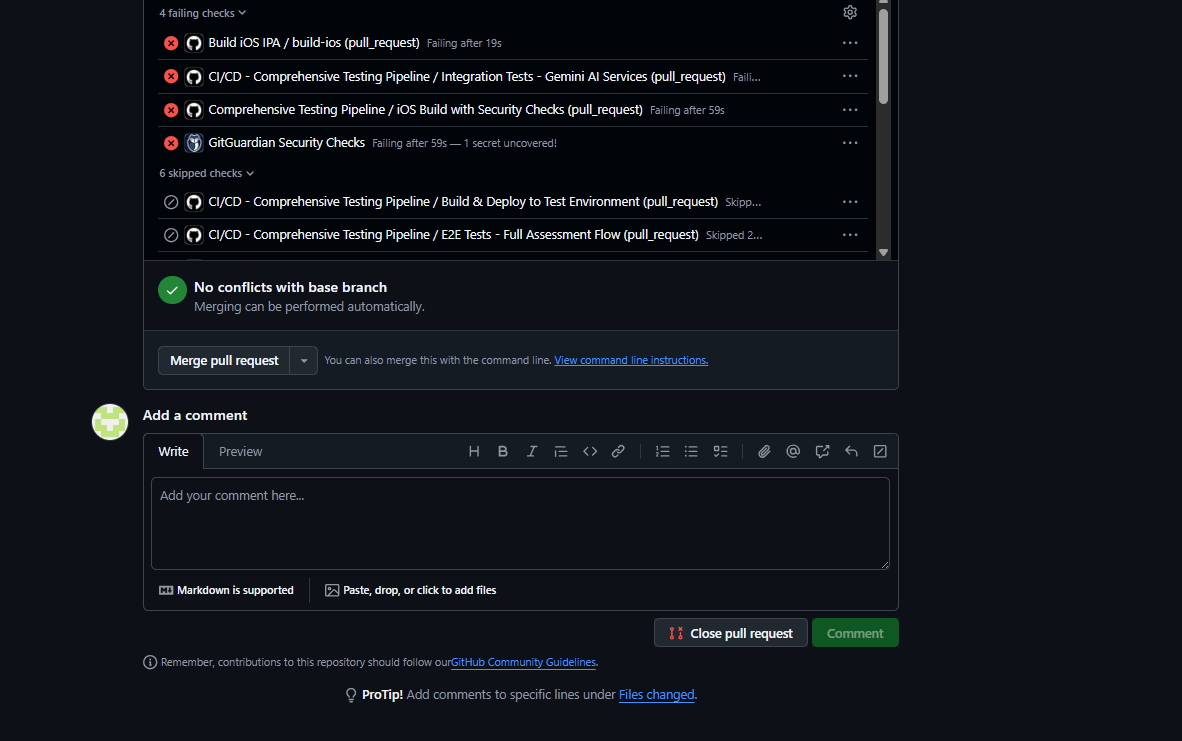 4 failing checks
Build iOS IPA / build-ios (pull_request) Failing after 19s
CI/CD - Comprehensive Testing Pipeline / Integration Tests - Gemini AI Services (pull_request) Faili...
Comprehensive Testing Pipeline / iOS Build with Security Checks (pull_request) Failing after 59s
GitGuardian Security Checks Failing after 59s — 1 secret uncovered!
6 skipped checks
CI/CD - Comprehensive Testing Pipeline / Build & Deploy to Test Environment (pull_request) Skipp...
CI/CD - Comprehensive Testing Pipeline / E2E Tests - Full Assessment Flow (pull_request) Skipped 2...
No conflicts with base branch
Merging can be performed automatically.
Merge pull request You can also merge this with the command line. View command line instructions.
Add a comment
Write Preview
Add your comment here...
Markdown is supported Paste, drop, or click to add files
Close pull request Comment
Remember, contributions to this repository should follow our GitHub Community Guidelines.
ProTip! Add comments to specific lines under Files changed.